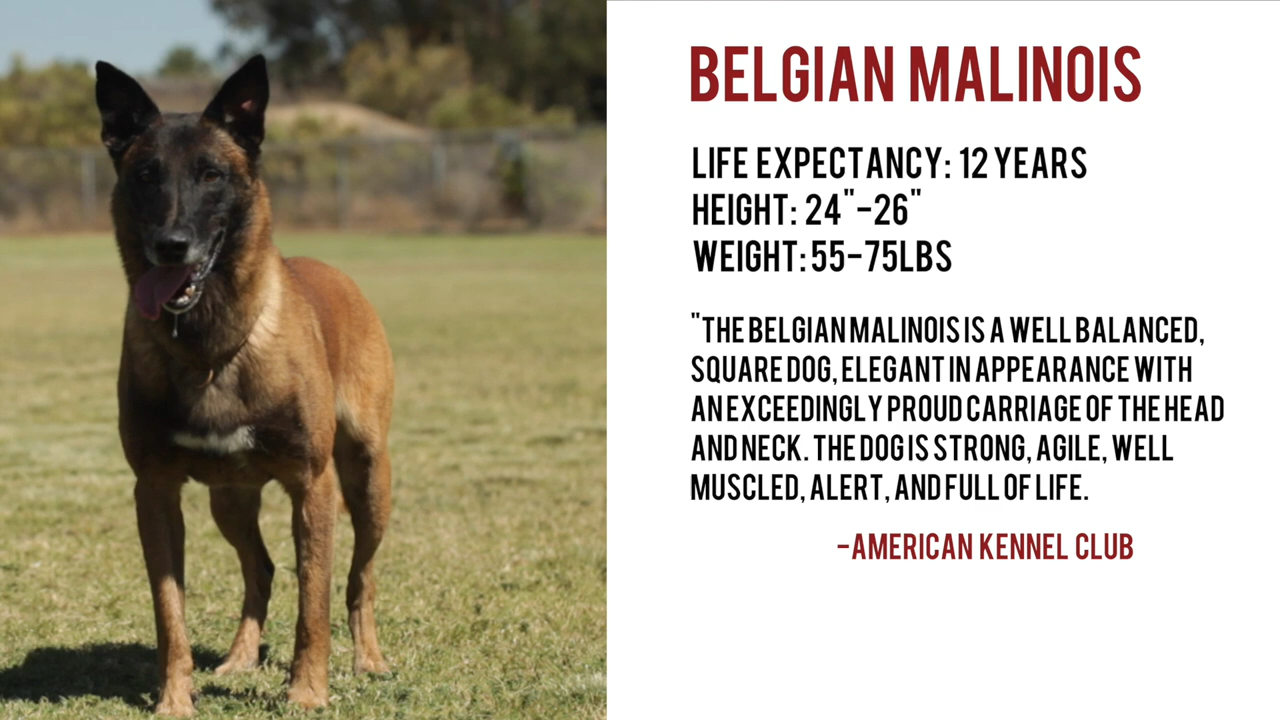 BELGIAN MALINOIS
LIFE EXPECTANCY: 12 YEARS
HEIGHT: 24"-26"
WEIGHT: 55-75LBS
"THE BELGIAN MALINOIS IS A WELL BALANCED,
SQUARE DOG, ELEGANT IN APPEARANCE WITH
AN EXCEEDINGLY PROUD CARRIAGE OF THE HEAD
AND NECK. THE DOG IS STRONG, AGILE, WELL
MUSCLED, ALERT, AND FULL OF LIFE.
-AMERICAN KENNEL CLUB